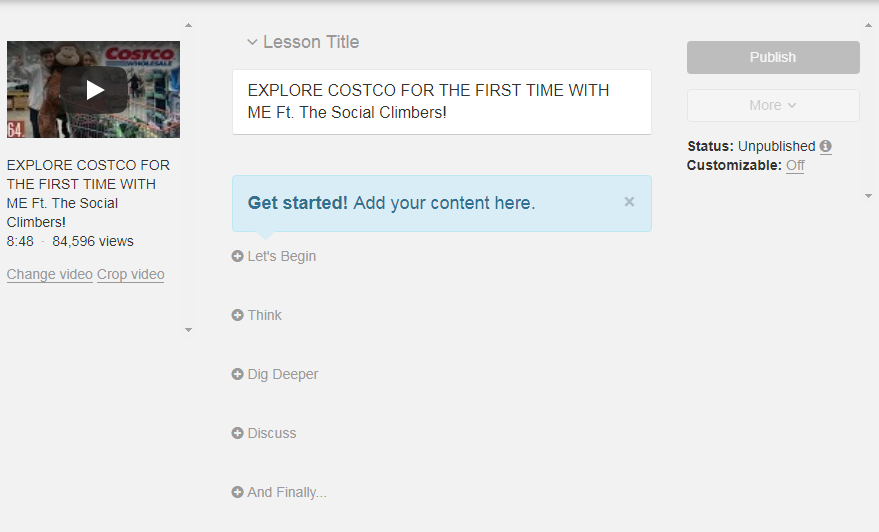 COSTCO
WHOLESALE
64.
EXPLORE COSTCO FOR
THE FIRST TIME WITH
ME Ft. The Social
Climbers!
8:48 · 84,596 views
Change video Crop video
Lesson Title
EXPLORE COSTCO FOR THE FIRST TIME WITH
ME Ft. The Social Climbers!
Get started! Add your content here. ×
Let's Begin
Think
Dig Deeper
Discuss
And Finally...
Publish
More
Status: Unpublished
Customizable: Off